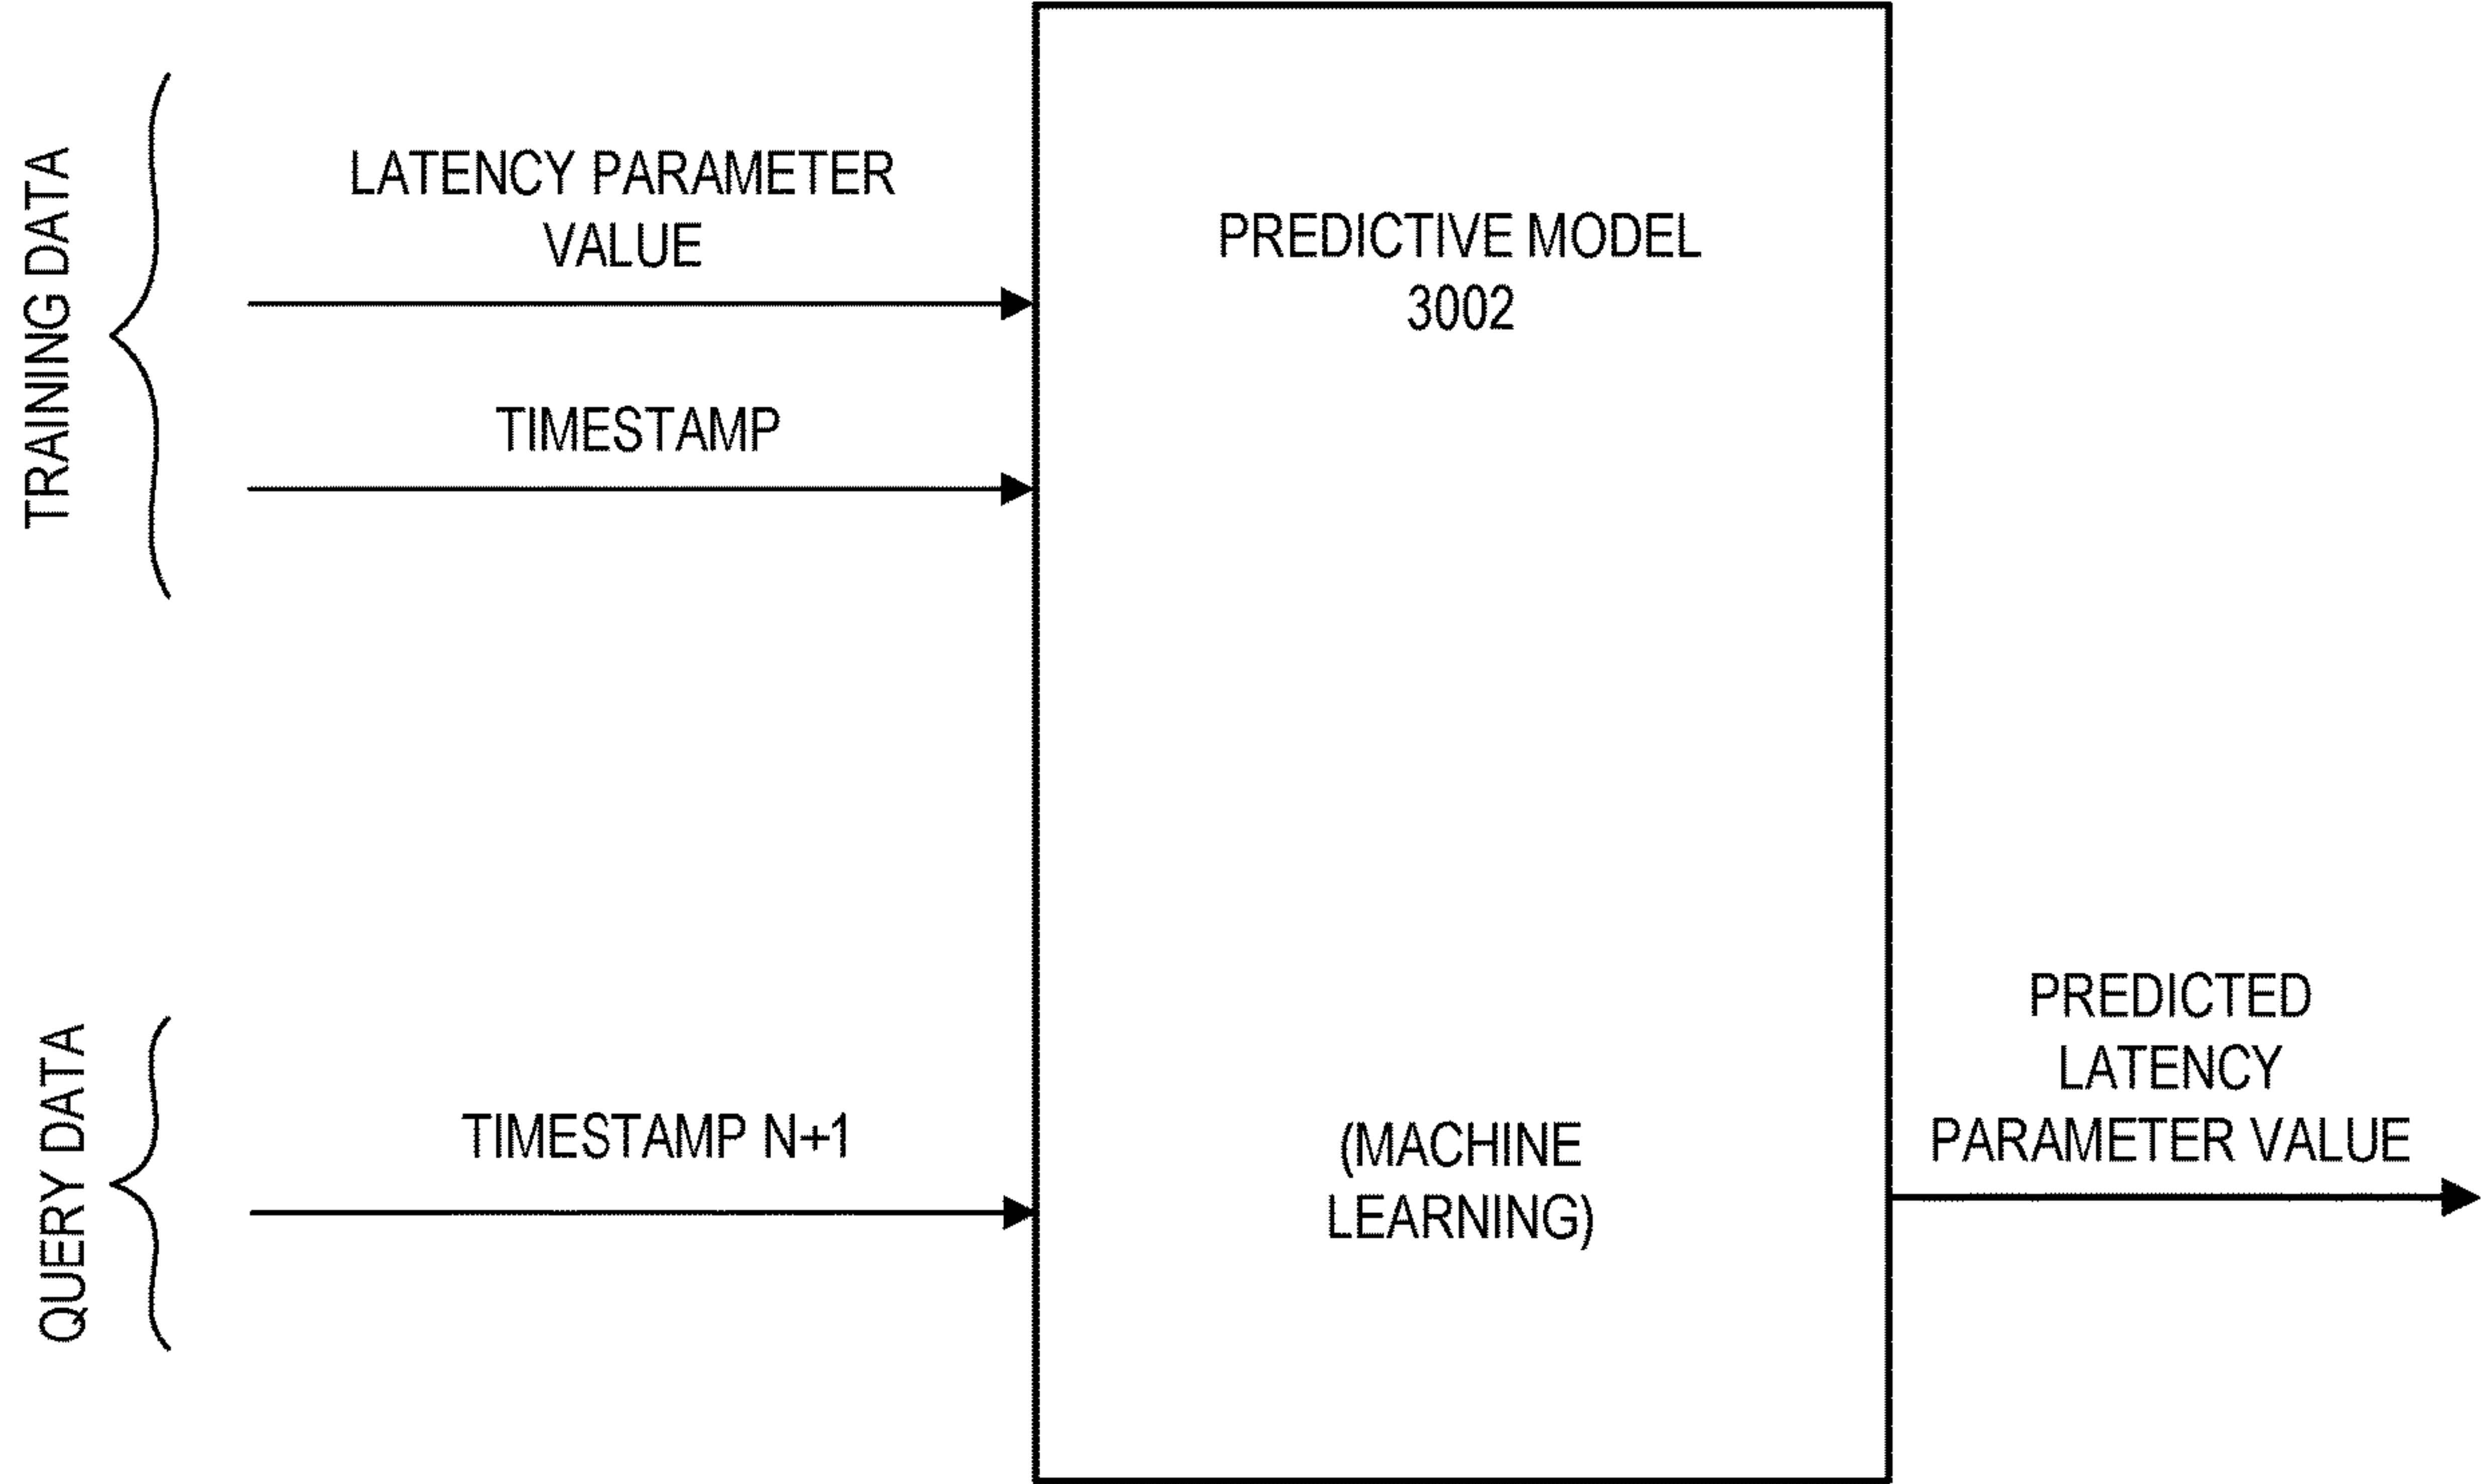 TRAINING DATA
LATENCY PARAMETER
VALUE
TIMESTAMP
PREDICTIVE MODEL
3002
QUERY DATA
TIMESTAMP N+1
(MACHINE
LEARNING)
PREDICTED
LATENCY
PARAMETER VALUE